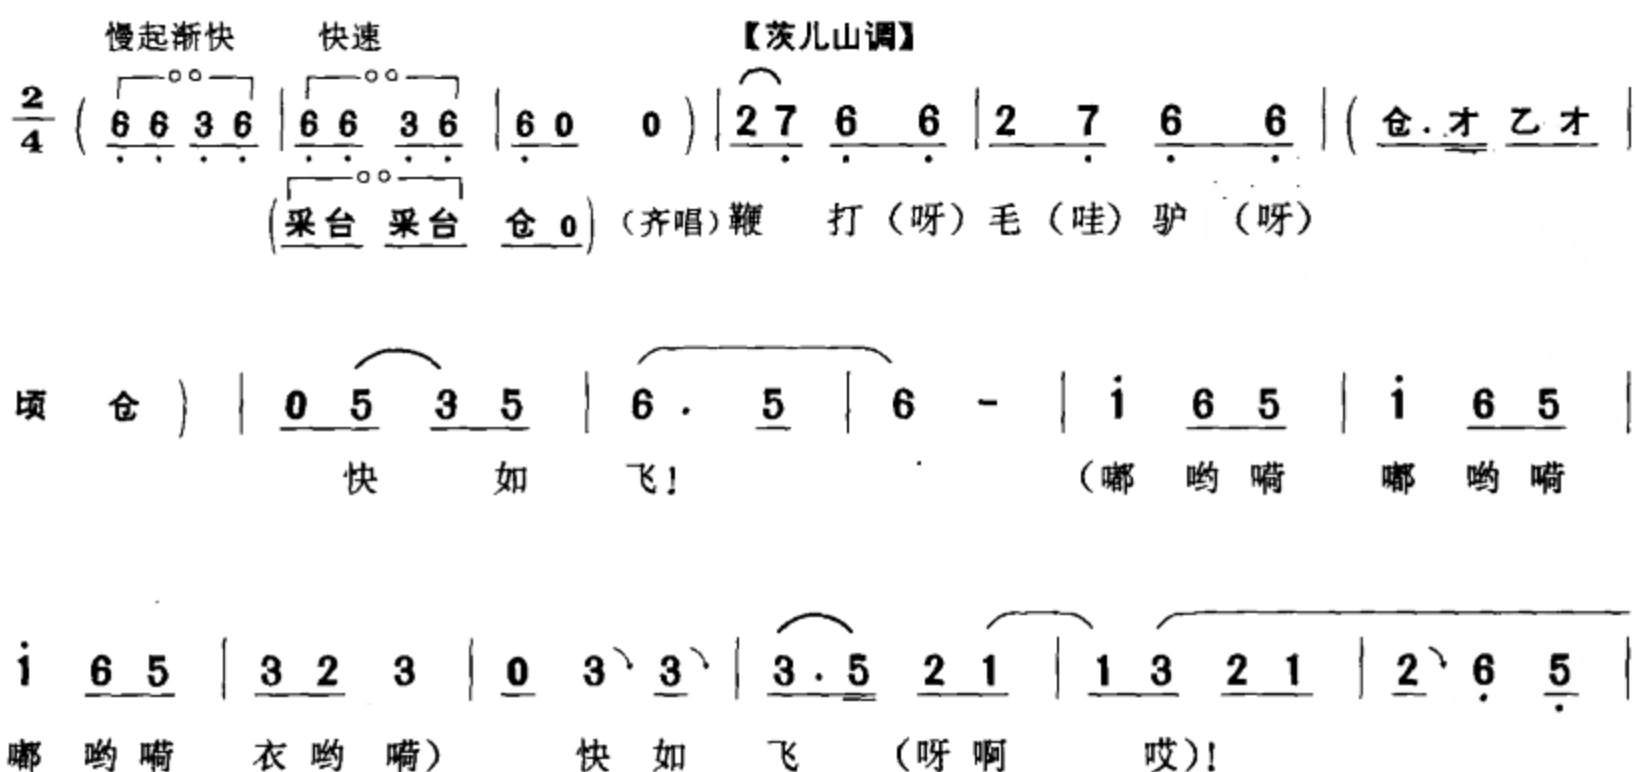 慢起渐快 快速 【茨儿山调】
2/4 ( 6 6 3 6 | 6 6 3 6 | 6 0 0 ) | 2 7 6 6 | 2 7 6 6 | ( 仓 . 才 乙 才 |
(采台 采台 仓 0) (齐唱) 鞭 打 (呀) 毛 (哇) 驴 (呀)
顷 仓 ) | 0 5 3 5 | 6 . 5 | 6 - | i 6 5 | i 6 5 |
快 如 飞! (嘟 哟 嗬 嘟 哟 嗬
i 6 5 | 3 2 3 | 0 3 3 | 3 . 5 2 1 | 1 3 2 1 | 2 6 5 |
嘟 哟 嗬 衣 哟 嗬) 快 如 飞 (呀 啊 哎)!